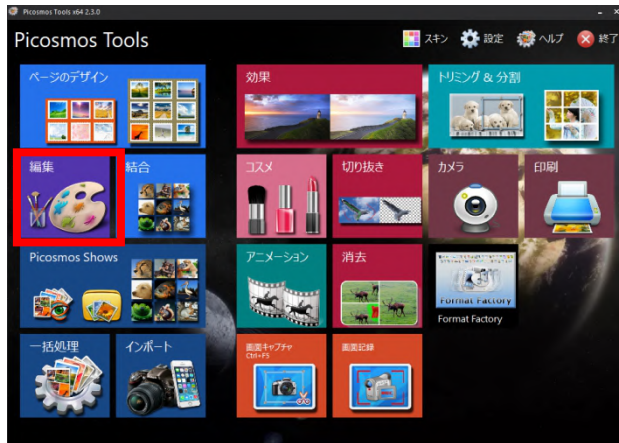 Picosmos Tools x64 2.3.0
Picosmos Tools
スキン
設定
ヘルプ
終了
ページのデザイン
効果
トリミング & 分割
編集
結合
コスメ
切り抜き
カメラ
印刷
Picosmos Shows
アニメーション
消去
Format Factory
Format Factory
一括処理
インポート
画面キャプチャ
Ctrl+F5
画面記録